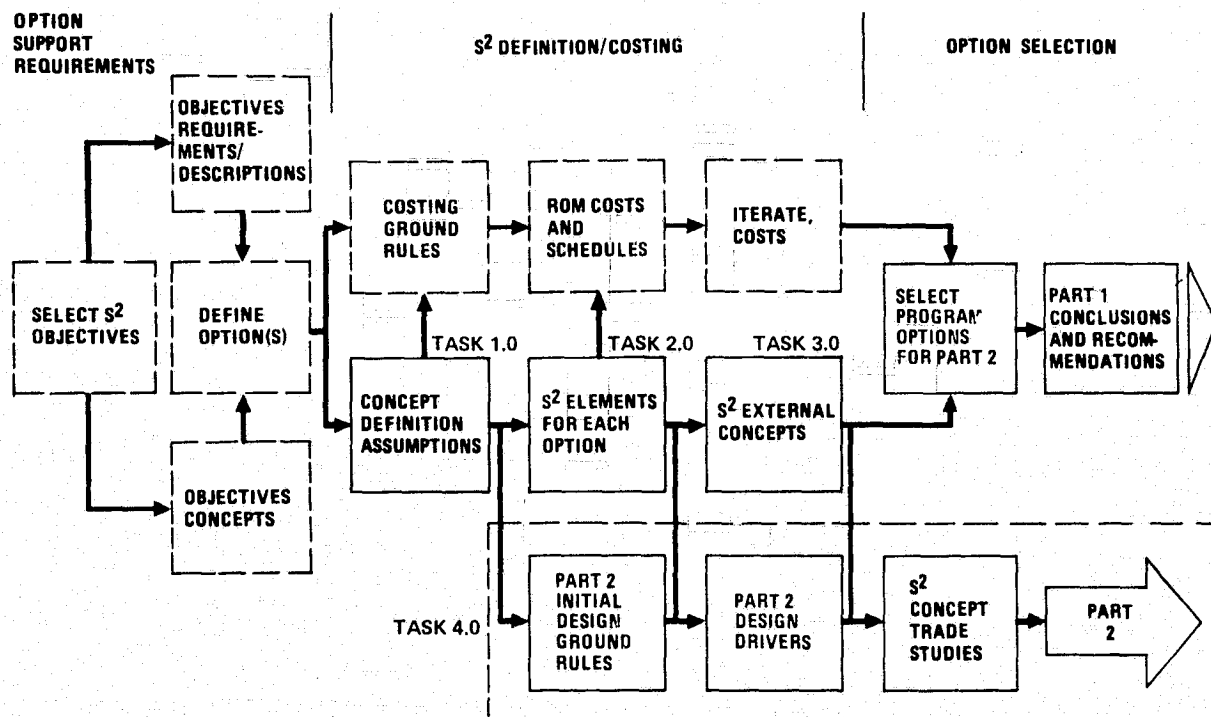 OPTION
SUPPORT
REQUIREMENTS
S² DEFINITION/COSTING
OPTION SELECTION
OBJECTIVES
REQUIRE-
MENTS/
DESCRIPTIONS
SELECT S²
OBJECTIVES
DEFINE
OPTION(S)
OBJECTIVES
CONCEPTS
COSTING
GROUND
RULES
ROM COSTS
AND
SCHEDULES
ITERATE,
COSTS
TASK 1.0
CONCEPT
DEFINITION
ASSUMPTIONS
TASK 2.0
S² ELEMENTS
FOR EACH
OPTION
TASK 3.0
S² EXTERNAL
CONCEPTS
SELECT
PROGRAM
OPTIONS
FOR PART 2
PART 1
CONCLUSIONS
AND RECOM-
MENDATIONS
TASK 4.0
PART 2
INITIAL
DESIGN
GROUND
RULES
PART 2
DESIGN
DRIVERS
S²
CONCEPT
TRADE
STUDIES
PART
2